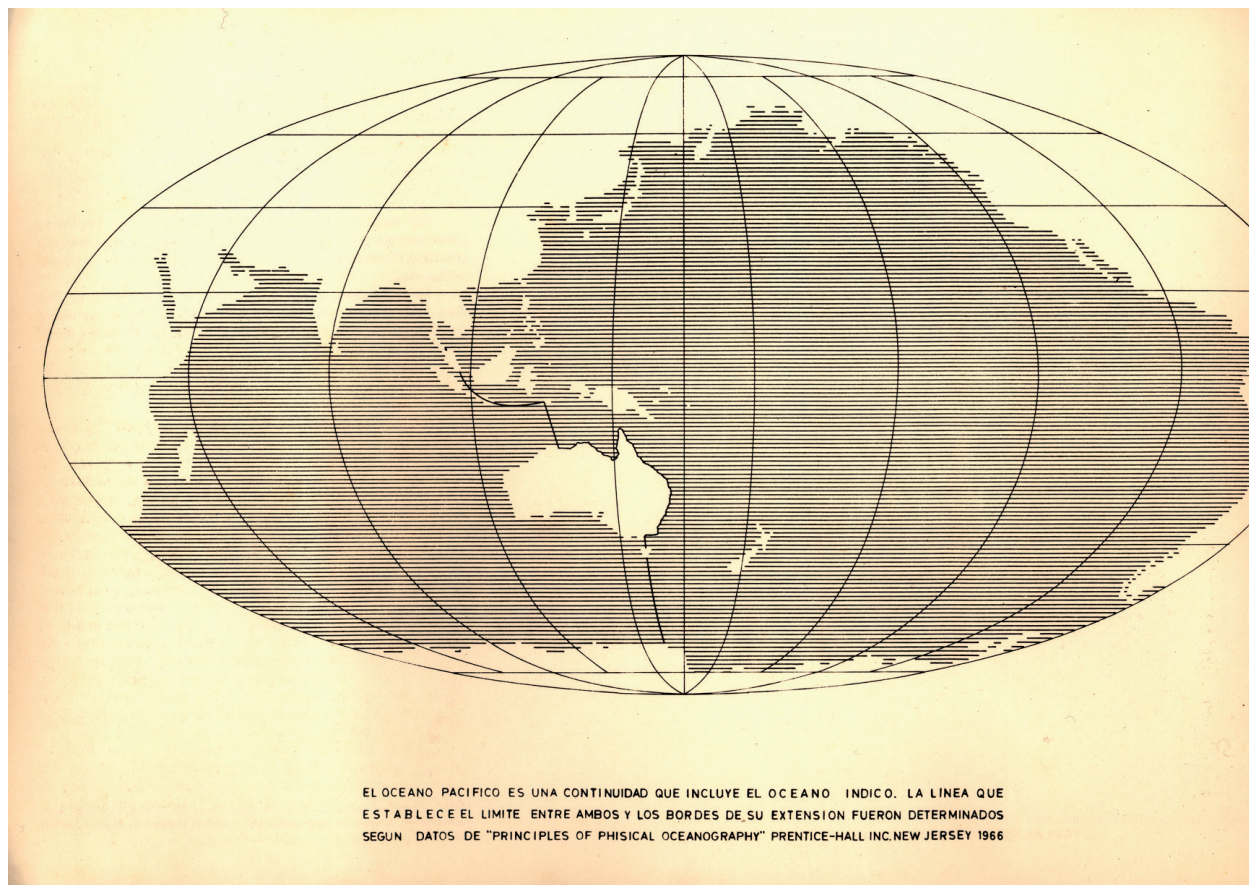 EL OCEANO PACIFICO ES UNA CONTINUIDAD QUE INCLUYE EL OCEANO INDICO. LA LINEA QUE
ESTABLECE EL LIMITE ENTRE AMBOS Y LOS BORDES DE SU EXTENSION FUERON DETERMINADOS
SEGUN DATOS DE "PRINCIPLES OF PHISICAL OCEANOGRAPHY" PRENTICE-HALL INC. NEW JERSEY 1966